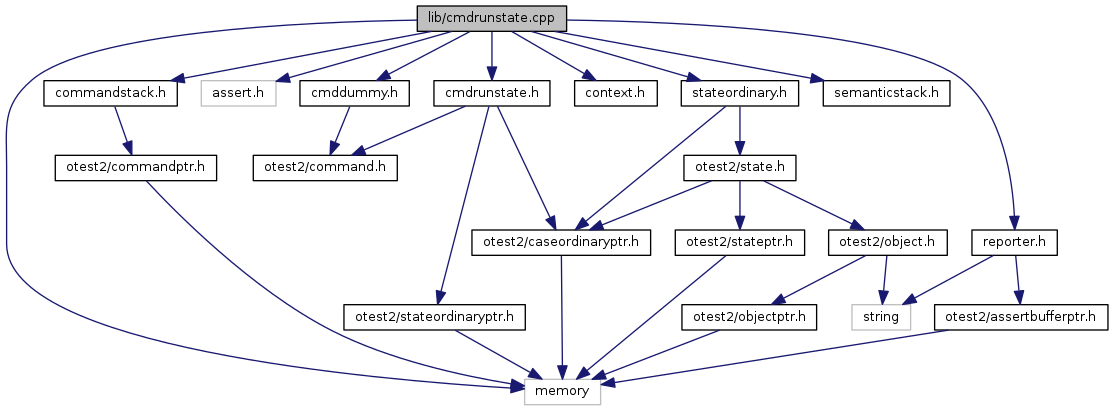 lib/cmdrunstate.cpp
commandstack.h
assert.h
cmddummy.h
cmdrunstate.h
context.h
stateordinary.h
semanticstack.h
otest2/commandptr.h
otest2/command.h
otest2/state.h
otest2/caseordinaryptr.h
otest2/stateptr.h
otest2/object.h
reporter.h
otest2/stateordinaryptr.h
otest2/objectptr.h
string
otest2/assertbufferptr.h
memory